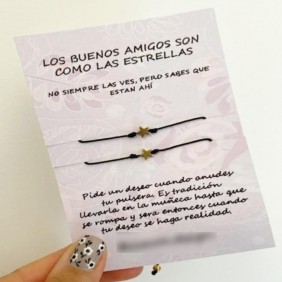 LOS BUENOS AMIGOS SON
COMO LAS ESTRELLAS
NO SIEMPRE LAS VES, PERO SABES QUE
ESTAN AHÍ
Pide un deseo cuando anudes
tu pulsera. Es tradición
llevarla en la muñeca hasta que
se rompa y sera entonces cuando
tu deseo se haga realidad.